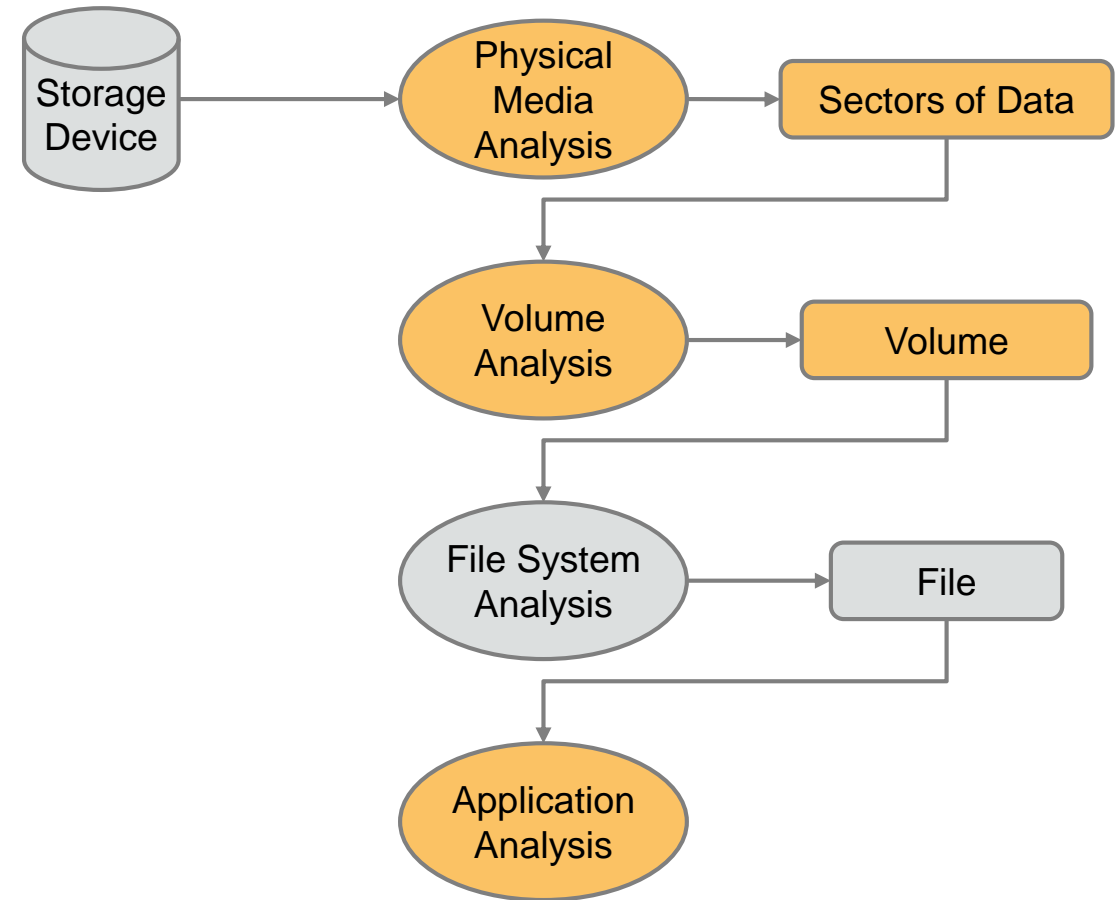 Storage
Device
Physical
Media
Analysis
Sectors of Data
Volume
Analysis
Volume
File System
Analysis
File
Application
Analysis